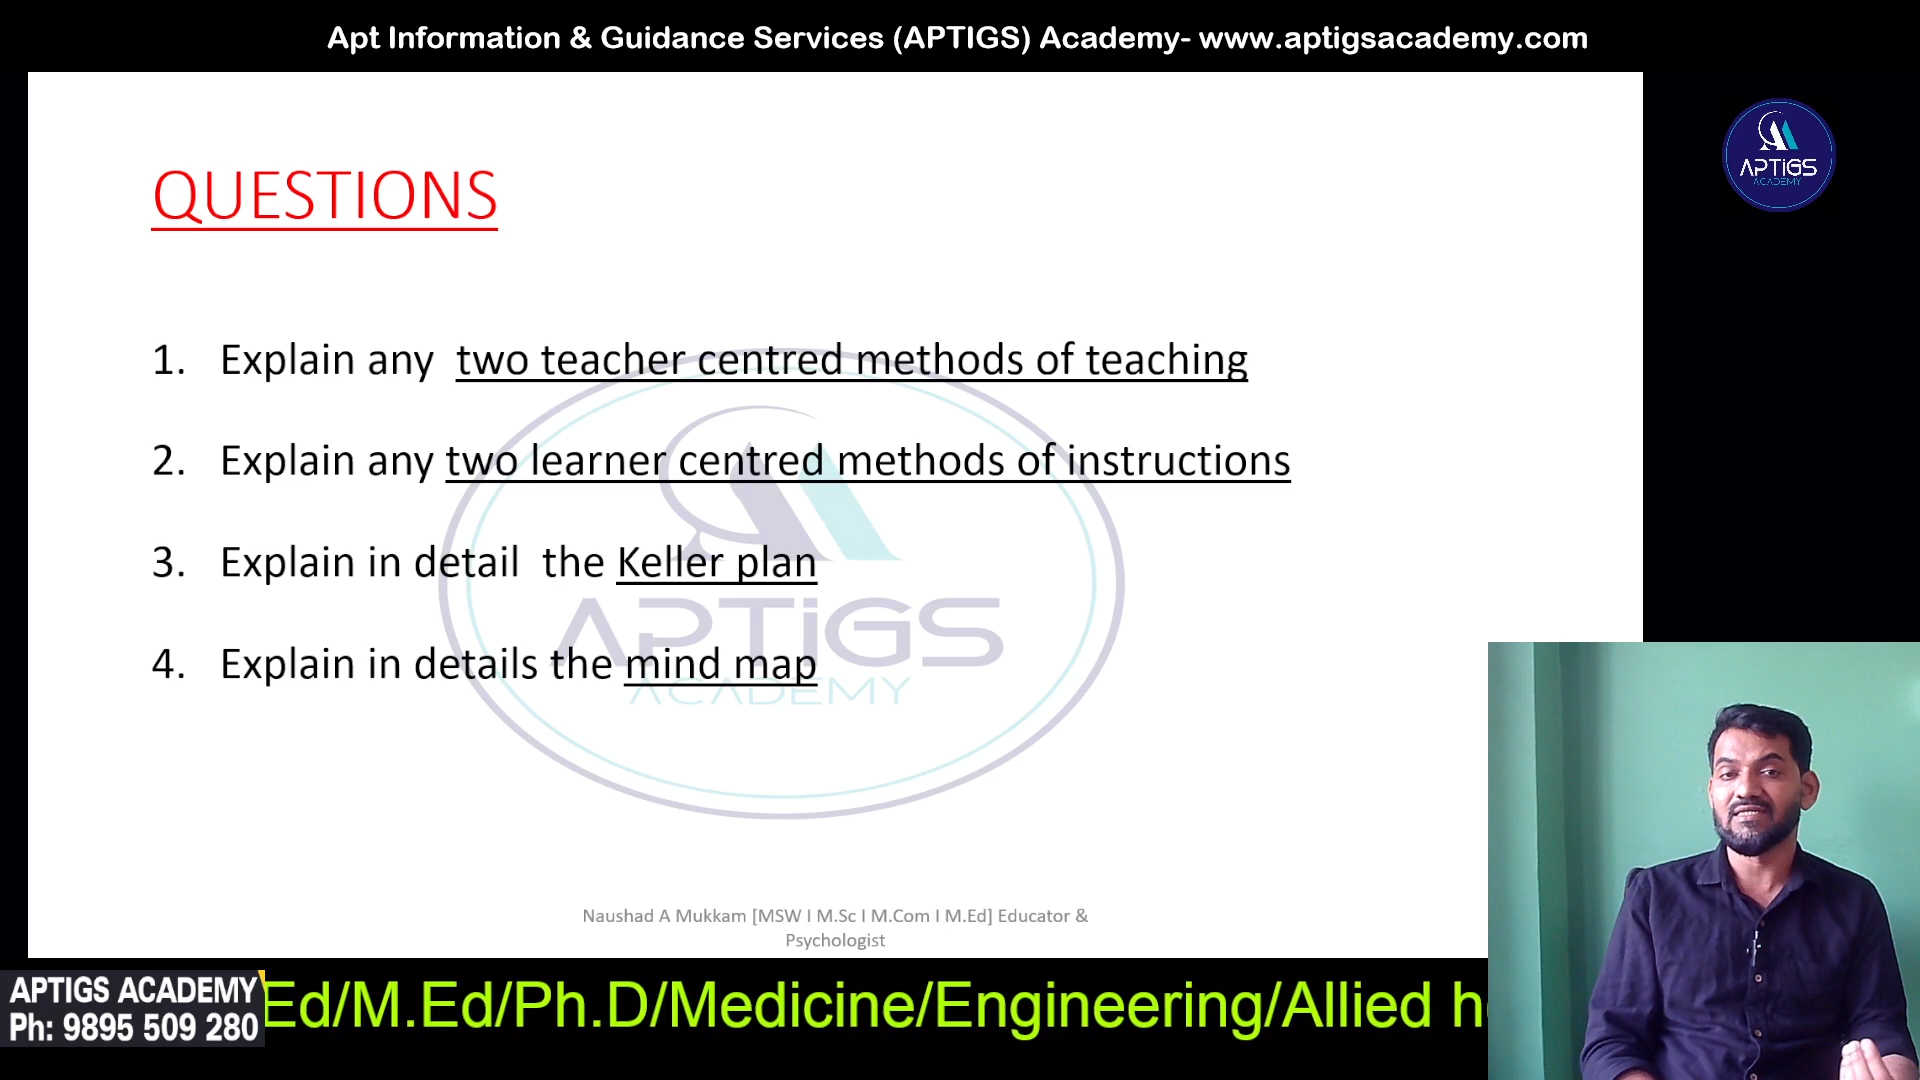 Apt Information & Guidance Services (APTIGS) Academy- www.aptigsacademy.com
APTiGS
ACADEMY
QUESTIONS
1. Explain any two teacher centred methods of teaching
2. Explain any two learner centred methods of instructions
3. Explain in detail the Keller plan
4. Explain in details the mind map
APTiGS
ACADEMY
Naushad A Mukkam [MSW I M.Sc I M.Com I M.Ed] Educator &
Psychologist
APTIGS ACADEMY
Ph: 9895 509 280
Ed/M.Ed/Ph.D/Medicine/Engineering/Allied